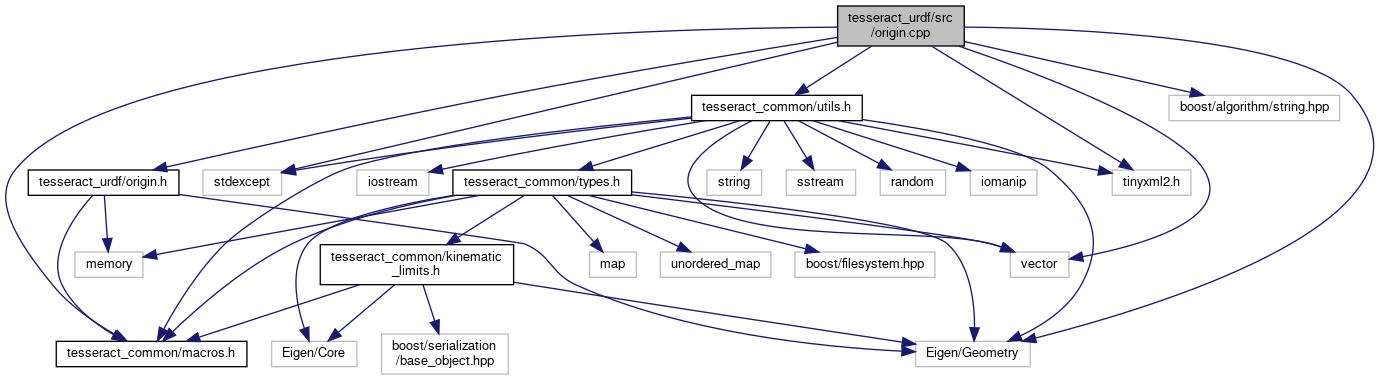 tesseract_urdf/src
/origin.cpp
tesseract_common/utils.h
boost/algorithm/string.hpp
tesseract_urdf/origin.h
stdexcept
iostream
tesseract_common/types.h
string
sstream
random
iomanip
tinyxml2.h
memory
tesseract_common/kinematic
_limits.h
map
unordered_map
boost/filesystem.hpp
vector
tesseract_common/macros.h
Eigen/Core
boost/serialization
/base_object.hpp
Eigen/Geometry